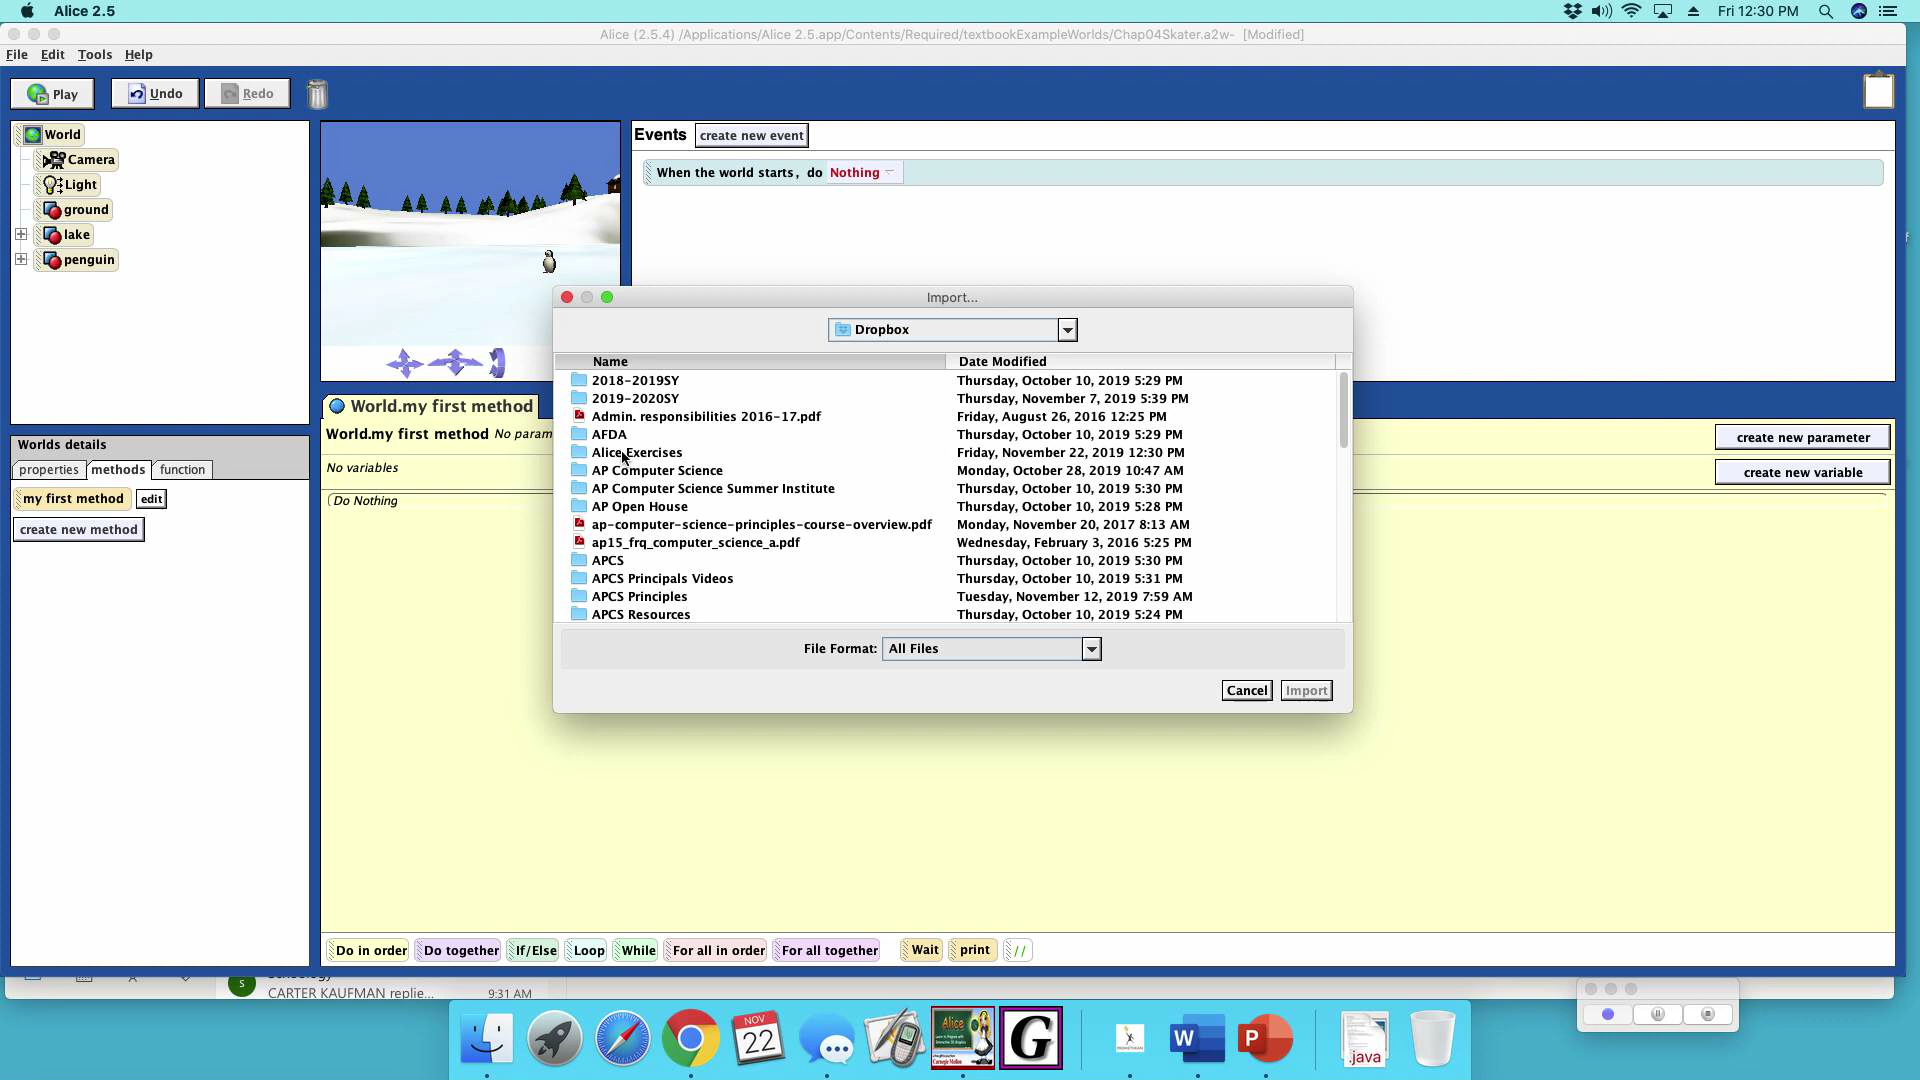 Alice 2.5
Fri 12:30 PM
Alice (2.5.4) /Applications/Alice 2.5.app/Contents/Required/textbookExampleWorlds/Chap04Skater.a2w- [Modified]
File Edit Tools Help
Play Undo Redo
World
Camera
Light
ground
lake
penguin
Events create new event
When the world starts, do Nothing
Import...
Dropbox
Name Date Modified
2018-2019SY Thursday, October 10, 2019 5:29 PM
2019-2020SY Thursday, November 7, 2019 5:39 PM
Admin. responsibilities 2016-17.pdf Friday, August 26, 2016 12:25 PM
AFDA Thursday, October 10, 2019 5:29 PM
Alice Exercises Friday, November 22, 2019 12:30 PM
AP Computer Science Monday, October 28, 2019 10:47 AM
AP Computer Science Summer Institute Thursday, October 10, 2019 5:30 PM
AP Open House Thursday, October 10, 2019 5:28 PM
ap-computer-science-principles-course-overview.pdf Monday, November 20, 2017 8:13 AM
ap15_frq_computer_science_a.pdf Wednesday, February 3, 2016 5:25 PM
APCS Thursday, October 10, 2019 5:30 PM
APCS Principals Videos Thursday, October 10, 2019 5:31 PM
APCS Principles Tuesday, November 12, 2019 7:59 AM
APCS Resources Thursday, October 10, 2019 5:24 PM
File Format: All Files
Cancel Import
Worlds details
properties methods function
my first method edit
create new method
World.my first method
World.my first method No param
create new parameter
No variables
create new variable
Do Nothing
Do in order Do together If/Else Loop While For all in order For all together Wait print //
S
CARTER KAUFMAN replie... 9:31 AM
NOV
22
Alice
G
PROMETHEAN
W
P
.java